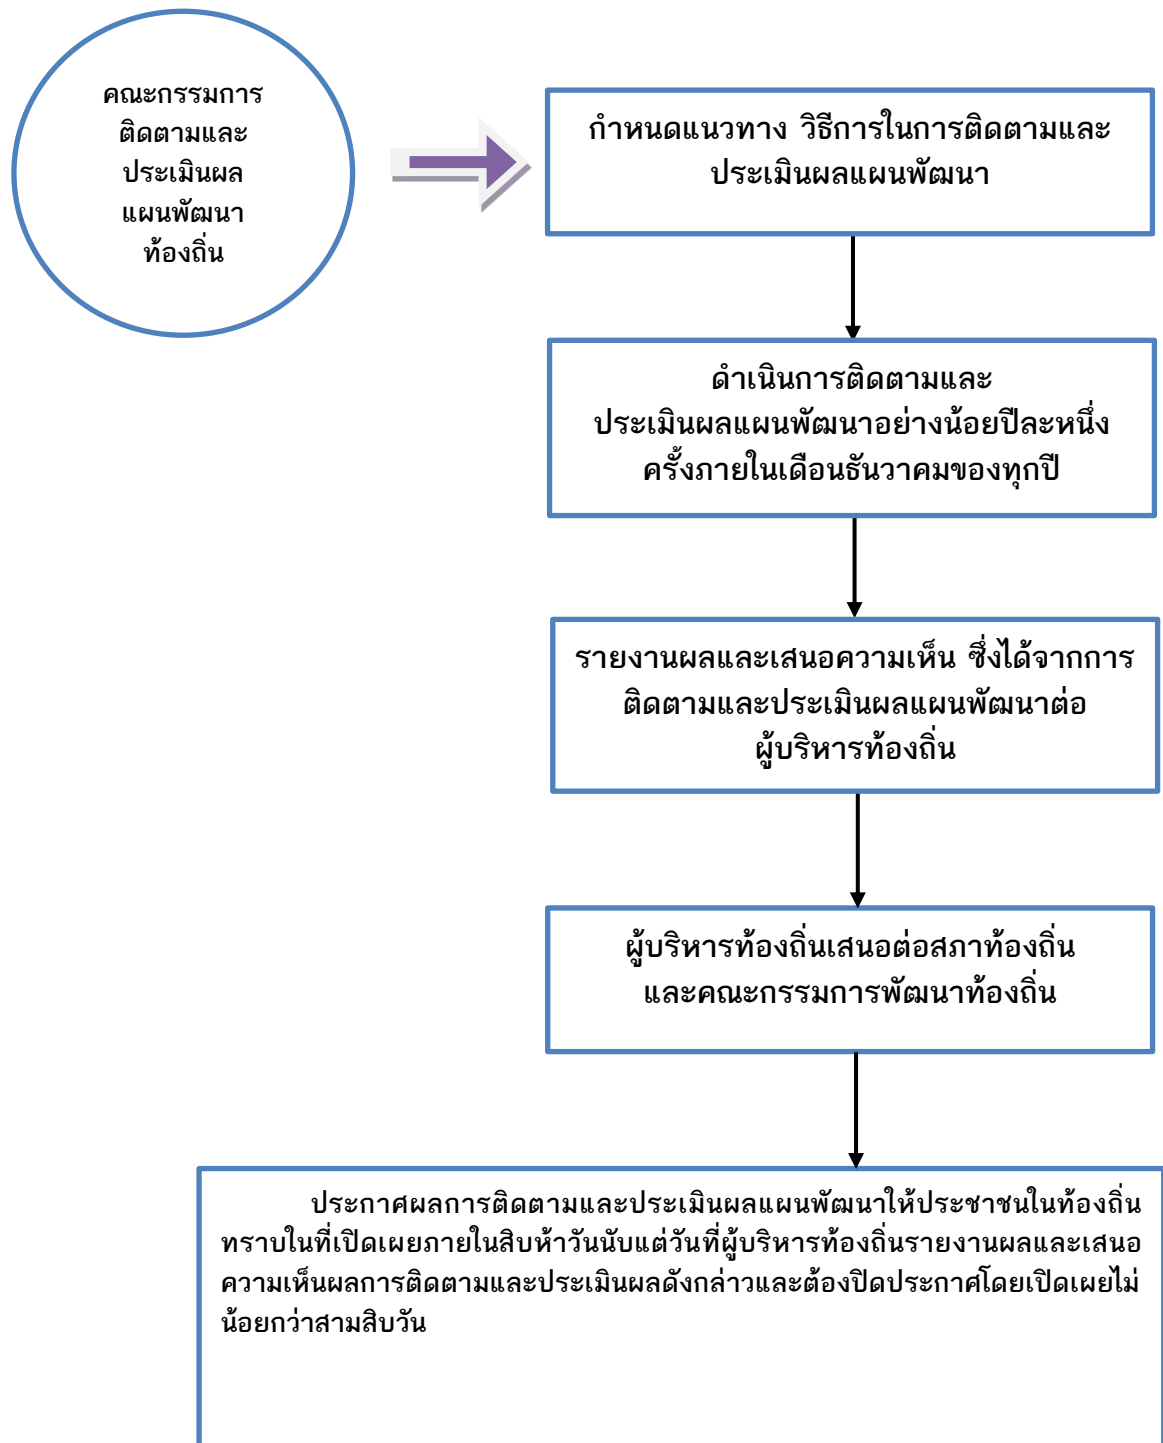 คณะกรรมการ
ติดตามและ
ประเมินผล
แผนพัฒนา
ท้องถิ่น
กำหนดแนวทาง วิธีการในการติดตามและ
ประเมินผลแผนพัฒนา
ดำเนินการติดตามและ
ประเมินผลแผนพัฒนาอย่างน้อยปีละหนึ่ง
ครั้งภายในเดือนธันวาคมของทุกปี
รายงานผลและเสนอความเห็น ซึ่งได้จากการ
ติดตามและประเมินผลแผนพัฒนาต่อ
ผู้บริหารท้องถิ่น
ผู้บริหารท้องถิ่นเสนอต่อสภาท้องถิ่น
และคณะกรรมการพัฒนาท้องถิ่น
ประกาศผลการติดตามและประเมินผลแผนพัฒนาให้ประชาชนในท้องถิ่น
ทราบในที่เปิดเผยภายในสิบห้าวันนับแต่วันที่ผู้บริหารท้องถิ่นรายงานผลและเสนอ
ความเห็นผลการติดตามและประเมินผลดังกล่าวและต้องปิดประกาศโดยเปิดเผยไม่
น้อยกว่าสามสิบวัน